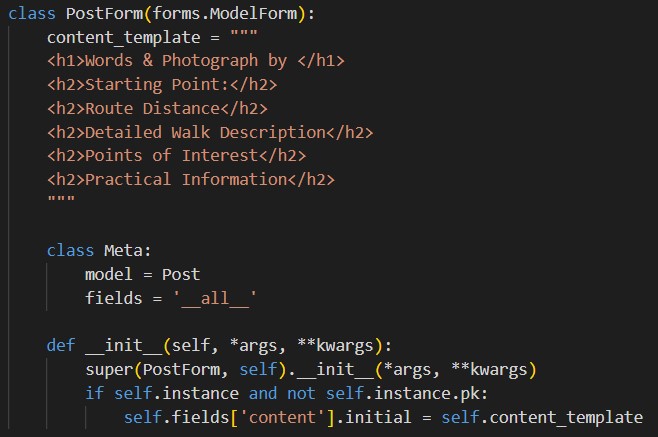 class PostForm(forms.ModelForm):
    content_template = """
    <h1>Words & Photograph by </h1>
    <h2>Starting Point:</h2>
    <h2>Route Distance</h2>
    <h2>Detailed Walk Description</h2>
    <h2>Points of Interest</h2>
    <h2>Practical Information</h2>
    """

    class Meta:
        model = Post
        fields = '__all__'

    def __init__(self, *args, **kwargs):
        super(PostForm, self).__init__(*args, **kwargs)
        if self.instance and not self.instance.pk:
            self.fields['content'].initial = self.content_template